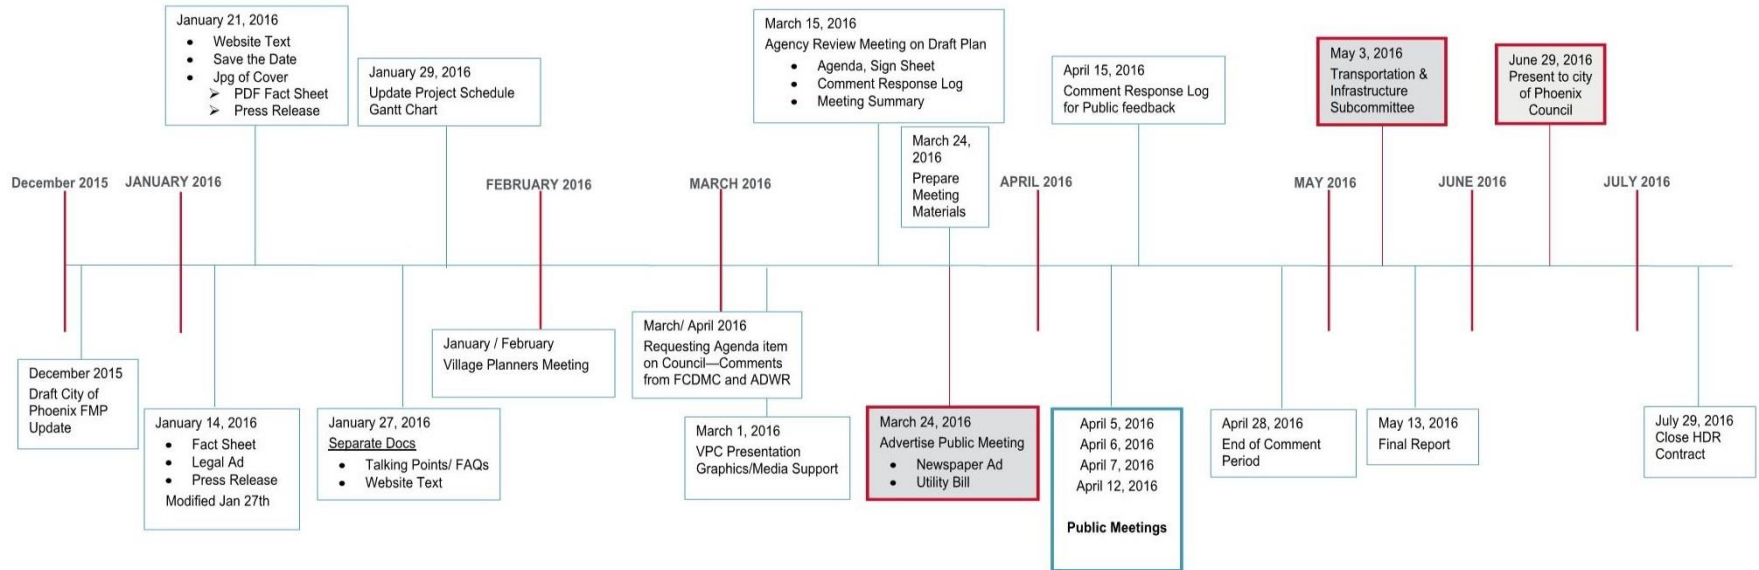 January 21, 2016
• Website Text
• Save the Date
• Jpg of Cover
➢ PDF Fact Sheet
➢ Press Release
January 29, 2016
Update Project Schedule
Gantt Chart
March 15, 2016
Agency Review Meeting on Draft Plan
• Agenda, Sign Sheet
• Comment Response Log
• Meeting Summary
March 24,
2016
Prepare
Meeting
Materials
April 15, 2016
Comment Response Log
for Public feedback
May 3, 2016
Transportation &
Infrastructure
Subcommittee
June 29, 2016
Present to city
of Phoenix
Council
December 2015
JANUARY 2016
FEBRUARY 2016
MARCH 2016
APRIL 2016
MAY 2016
JUNE 2016
JULY 2016
December 2015
Draft City of
Phoenix FMP
Update
January 14, 2016
• Fact Sheet
• Legal Ad
• Press Release
Modified Jan 27th
January 27, 2016
Separate Docs
• Talking Points/ FAQs
• Website Text
January / February
Village Planners Meeting
March/ April 2016
Requesting Agenda item
on Council—Comments
from FCDMC and ADWR
March 1, 2016
VPC Presentation
Graphics/Media Support
March 24, 2016
Advertise Public Meeting
• Newspaper Ad
• Utility Bill
April 5, 2016
April 6, 2016
April 7, 2016
April 12, 2016
Public Meetings
April 28, 2016
End of Comment
Period
May 13, 2016
Final Report
July 29, 2016
Close HDR
Contract